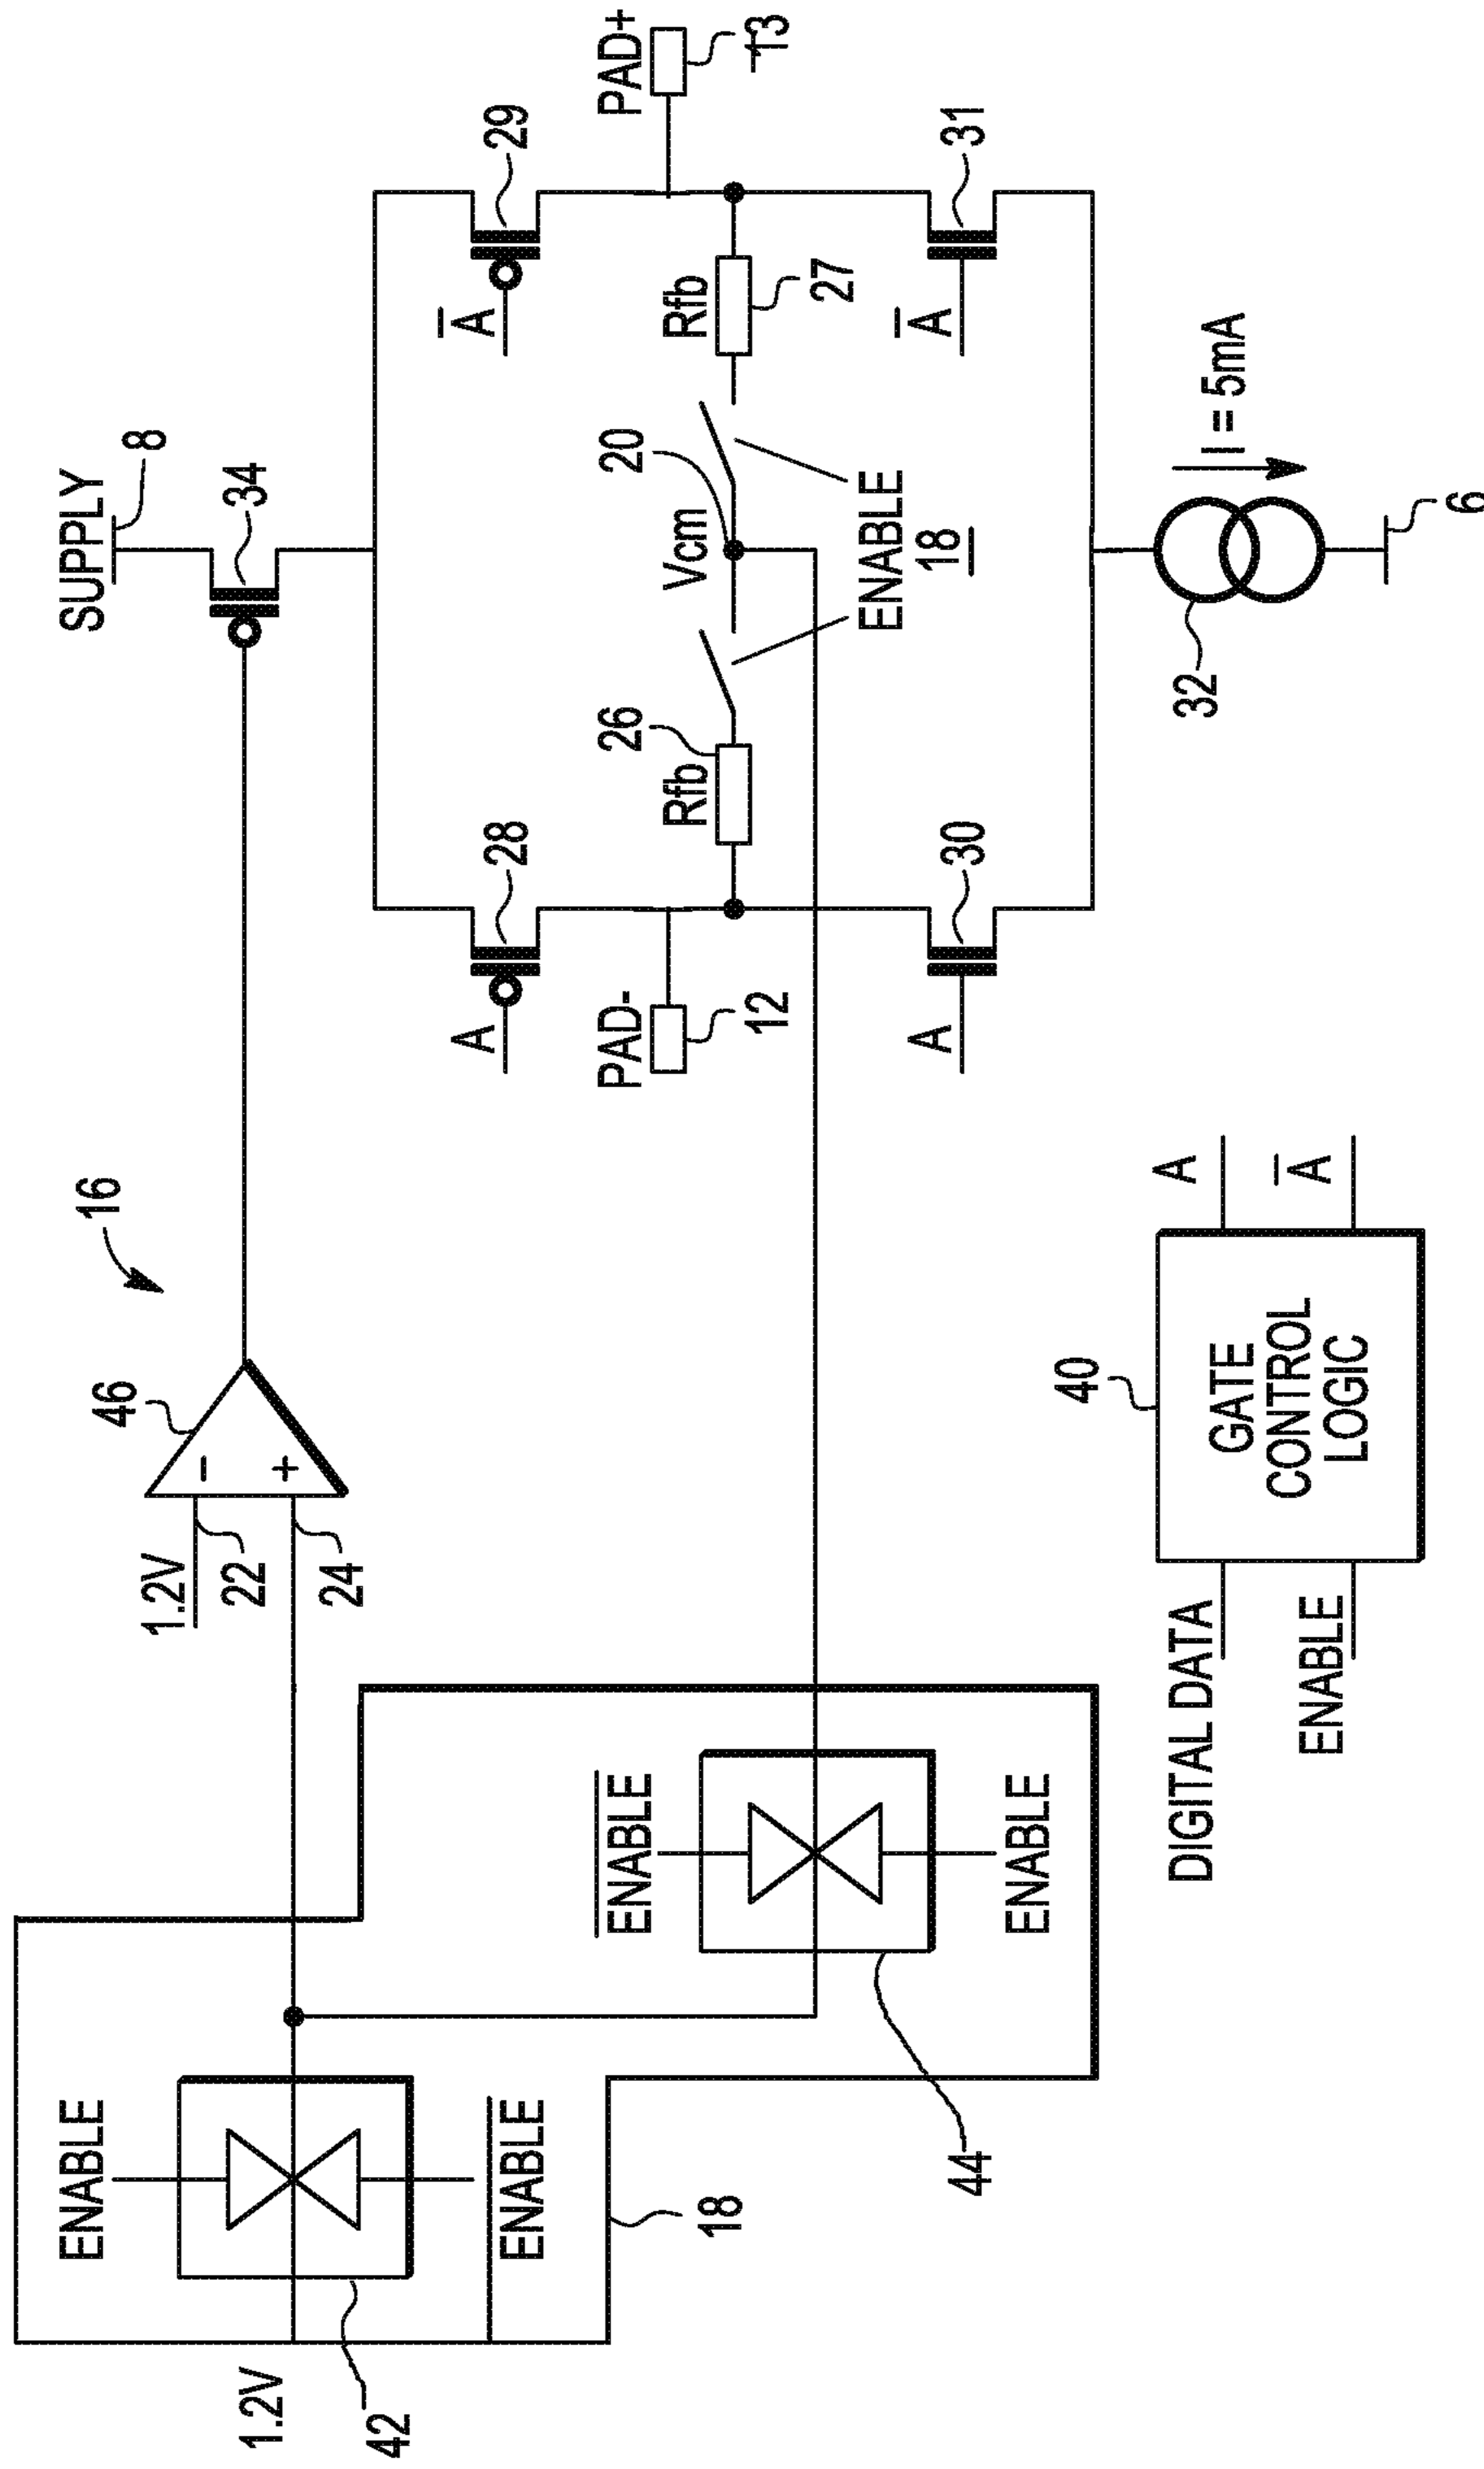 SUPPLY
8
34
16
46
−
+
1.2V
22
24
ENABLE
ENABLE
42
1.2V
18
ENABLE
ENABLE
44
A
28
A̅
29
PAD-
12
PAD+
13
Rfb
26
Vcm
20
Rfb
27
ENABLE
18
A
30
A̅
31
32
I = 5mA
6
DIGITAL DATA
ENABLE
40
GATE
CONTROL
LOGIC
A
A̅